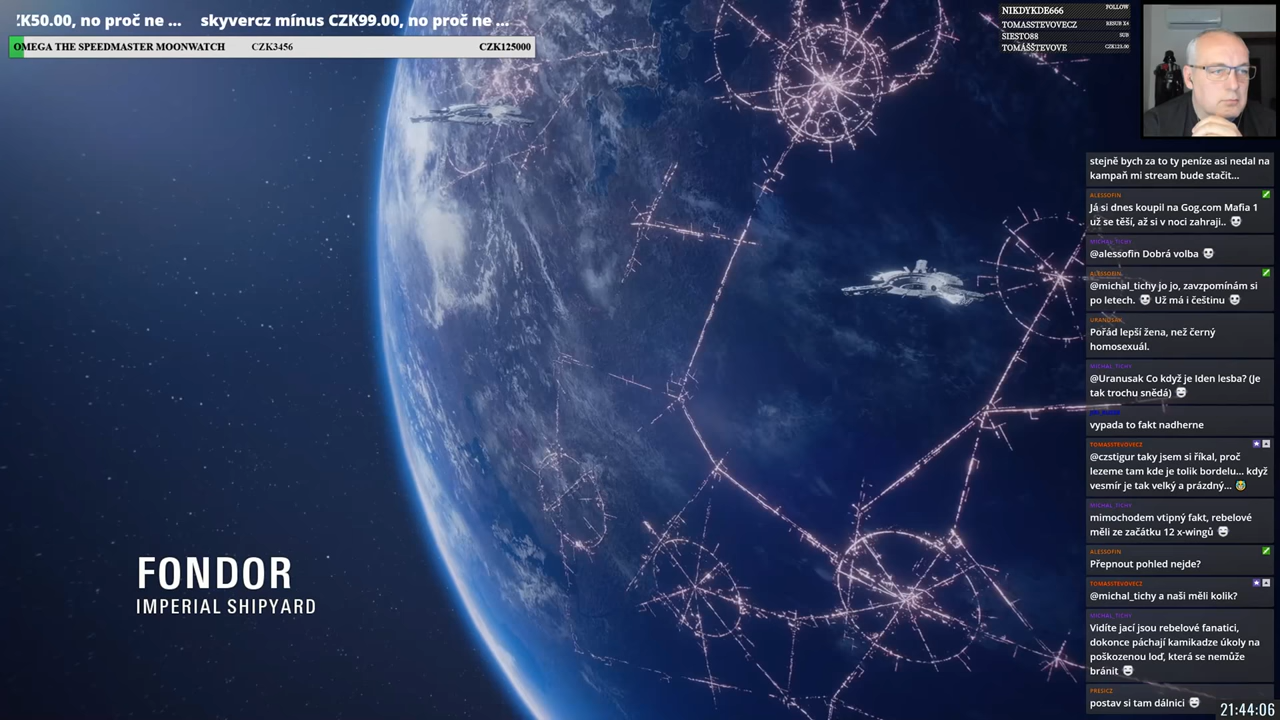 K50.00, no proč ne ... skyvercz mínus CZK99.00, no proč ne ...
OMEGA THE SPEEDMASTER MOONWATCH CZK3456 CZK125000
NIKDYKDE666 FOLLOW
TOMASSTEVOVECZ RESUB X4
SIESTO88 SUB
TOMÁŠŠTEVOVE CZK123.00
stejně bych za to ty peníze asi nedal na
kampaň mi stream bude stačit...
ALESSOFIN
Já si dnes koupil na Gog.com Mafia 1
už se těší, až si v noci zahraji..
MICHAL_TICHY
@alessofin Dobrá volba
ALESSOFIN
@michal_tichy jo jo, zavzpomínám si
po letech. Už má i češtinu
URANUSAK_
Pořád lepší žena, než černý
homosexuál.
MICHAL_TICHY
@Uranusak Co když je Iden lesba? (Je
tak trochu snědá)
vypada to fakt nadherne
TOMASSTEVOVECZ
@czstigur taky jsem si říkal, proč
lezeme tam kde je tolik bordelu... když
vesmír je tak velký a prázdný...
MICHAL_TICHY
mimochodem vtipný fakt, rebelové
měli ze začátku 12 x-wingů
ALESSOFIN
Přepnout pohled nejde?
TOMASSTEVOVECZ
@michal_tichy a naši měli kolik?
MICHAL_TICHY
Vidíte jací jsou rebelové fanatici,
dokonce páchají kamikadze úkoly na
poškozenou loď, která se nemůže
bránit
PRESICZ
postav si tam dálnici
21:44:06
FONDOR
IMPERIAL SHIPYARD